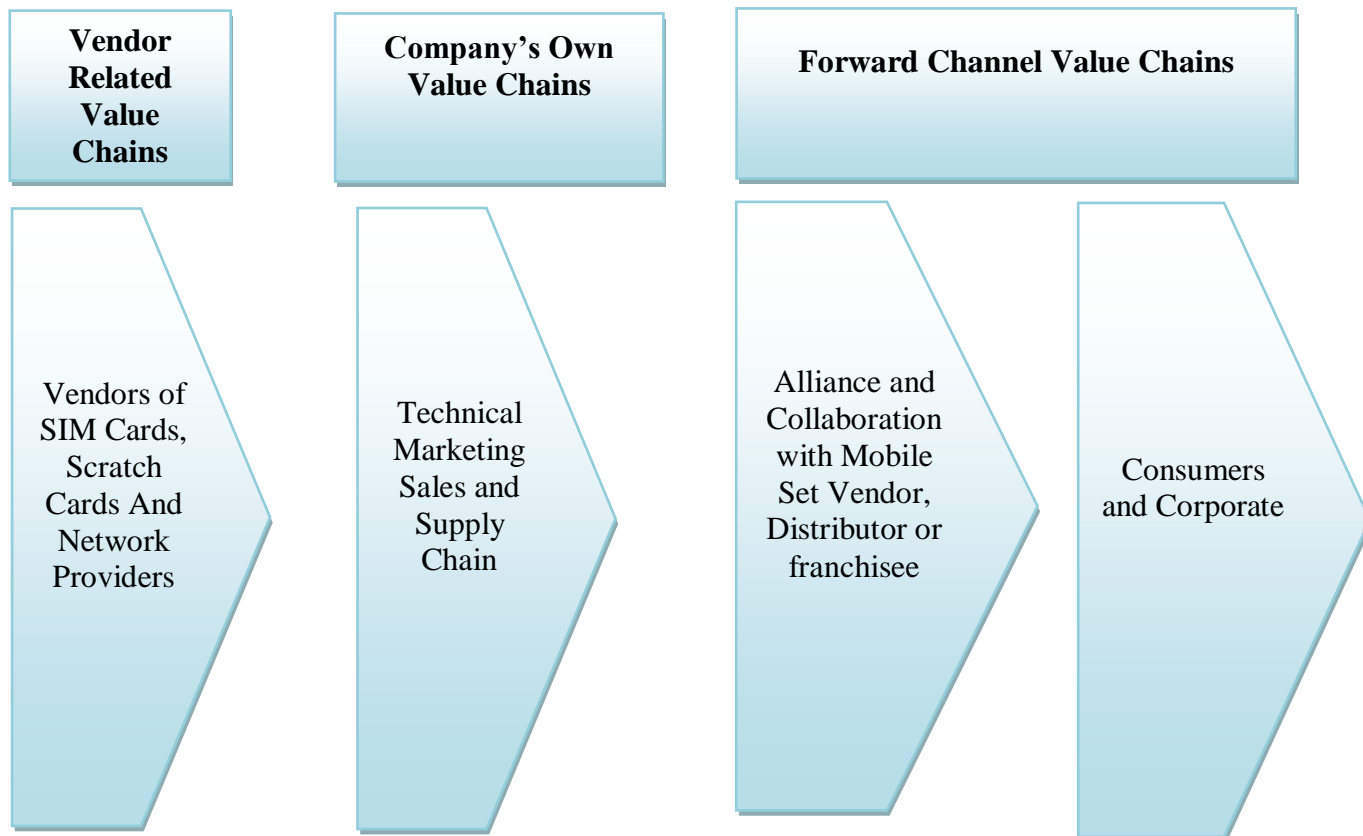 Vendor
Related
Value
Chains
Company’s Own
Value Chains
Forward Channel Value Chains
Vendors of
SIM Cards,
Scratch
Cards And
Network
Providers
Technical
Marketing
Sales and
Supply
Chain
Alliance and
Collaboration
with Mobile
Set Vendor,
Distributor or
franchisee
Consumers
and Corporate